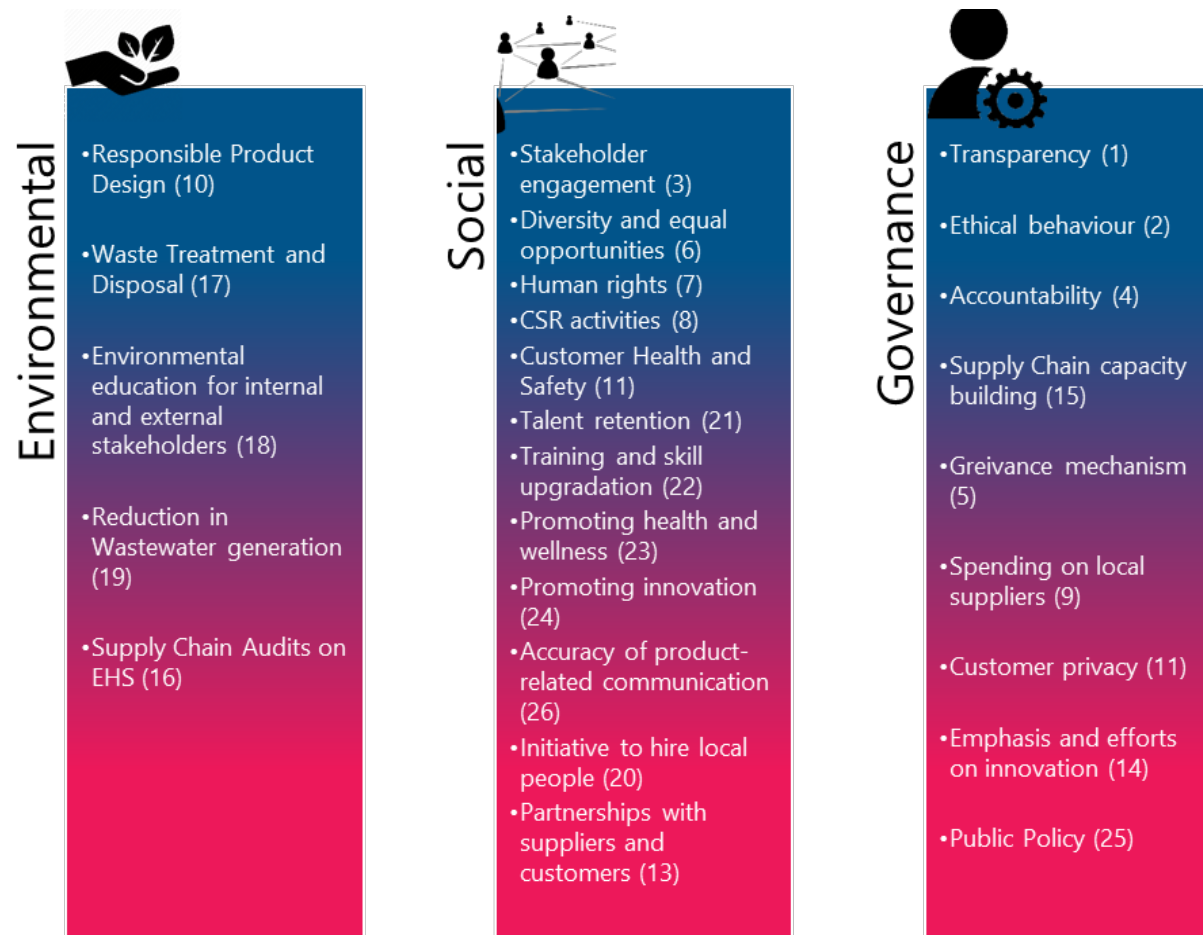 Environmental
•Responsible Product
Design (10)
•Waste Treatment and
Disposal (17)
•Environmental
education for internal
and external
stakeholders (18)
•Reduction in
Wastewater generation
(19)
•Supply Chain Audits on
EHS (16)
Social
•Stakeholder
engagement (3)
•Diversity and equal
opportunities (6)
•Human rights (7)
•CSR activities (8)
•Customer Health and
Safety (11)
•Talent retention (21)
•Training and skill
upgradation (22)
•Promoting health and
wellness (23)
•Promoting innovation
(24)
•Accuracy of product-
related communication
(26)
•Initiative to hire local
people (20)
•Partnerships with
suppliers and
customers (13)
Governance
•Transparency (1)
•Ethical behaviour (2)
•Accountability (4)
•Supply Chain capacity
building (15)
•Greivance mechanism
(5)
•Spending on local
suppliers (9)
•Customer privacy (11)
•Emphasis and efforts
on innovation (14)
•Public Policy (25)